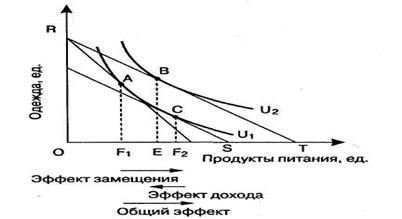 R
Одежда, ед.
A
B
C
U₂
U₁
O
F₁
E
F₂
S
T
Продукты питания, ед.
Эффект замещения
Эффект дохода
Общий эффект